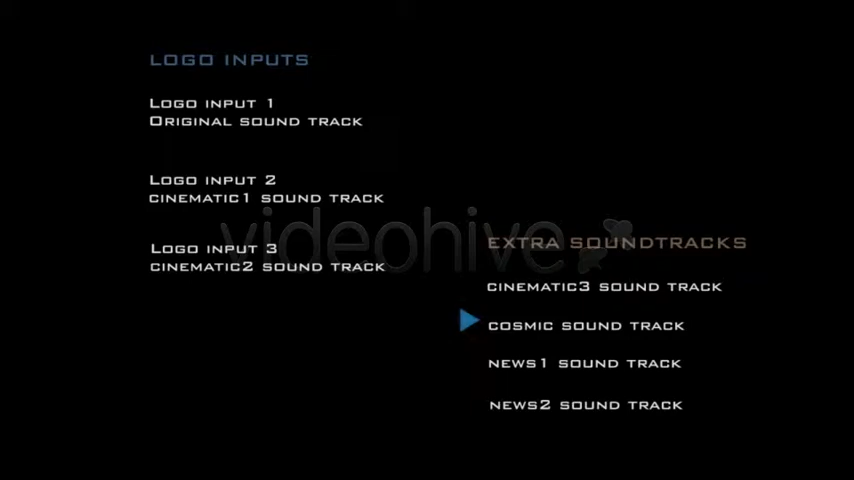 LOGO INPUTS
LOGO INPUT 1
ORIGINAL SOUND TRACK
LOGO INPUT 2
CINEMATIC1 SOUND TRACK
LOGO INPUT 3
CINEMATIC2 SOUND TRACK
videohive
EXTRA SOUNDTRACKS
CINEMATIC3 SOUND TRACK
COSMIC SOUND TRACK
NEWS1 SOUND TRACK
NEWS2 SOUND TRACK